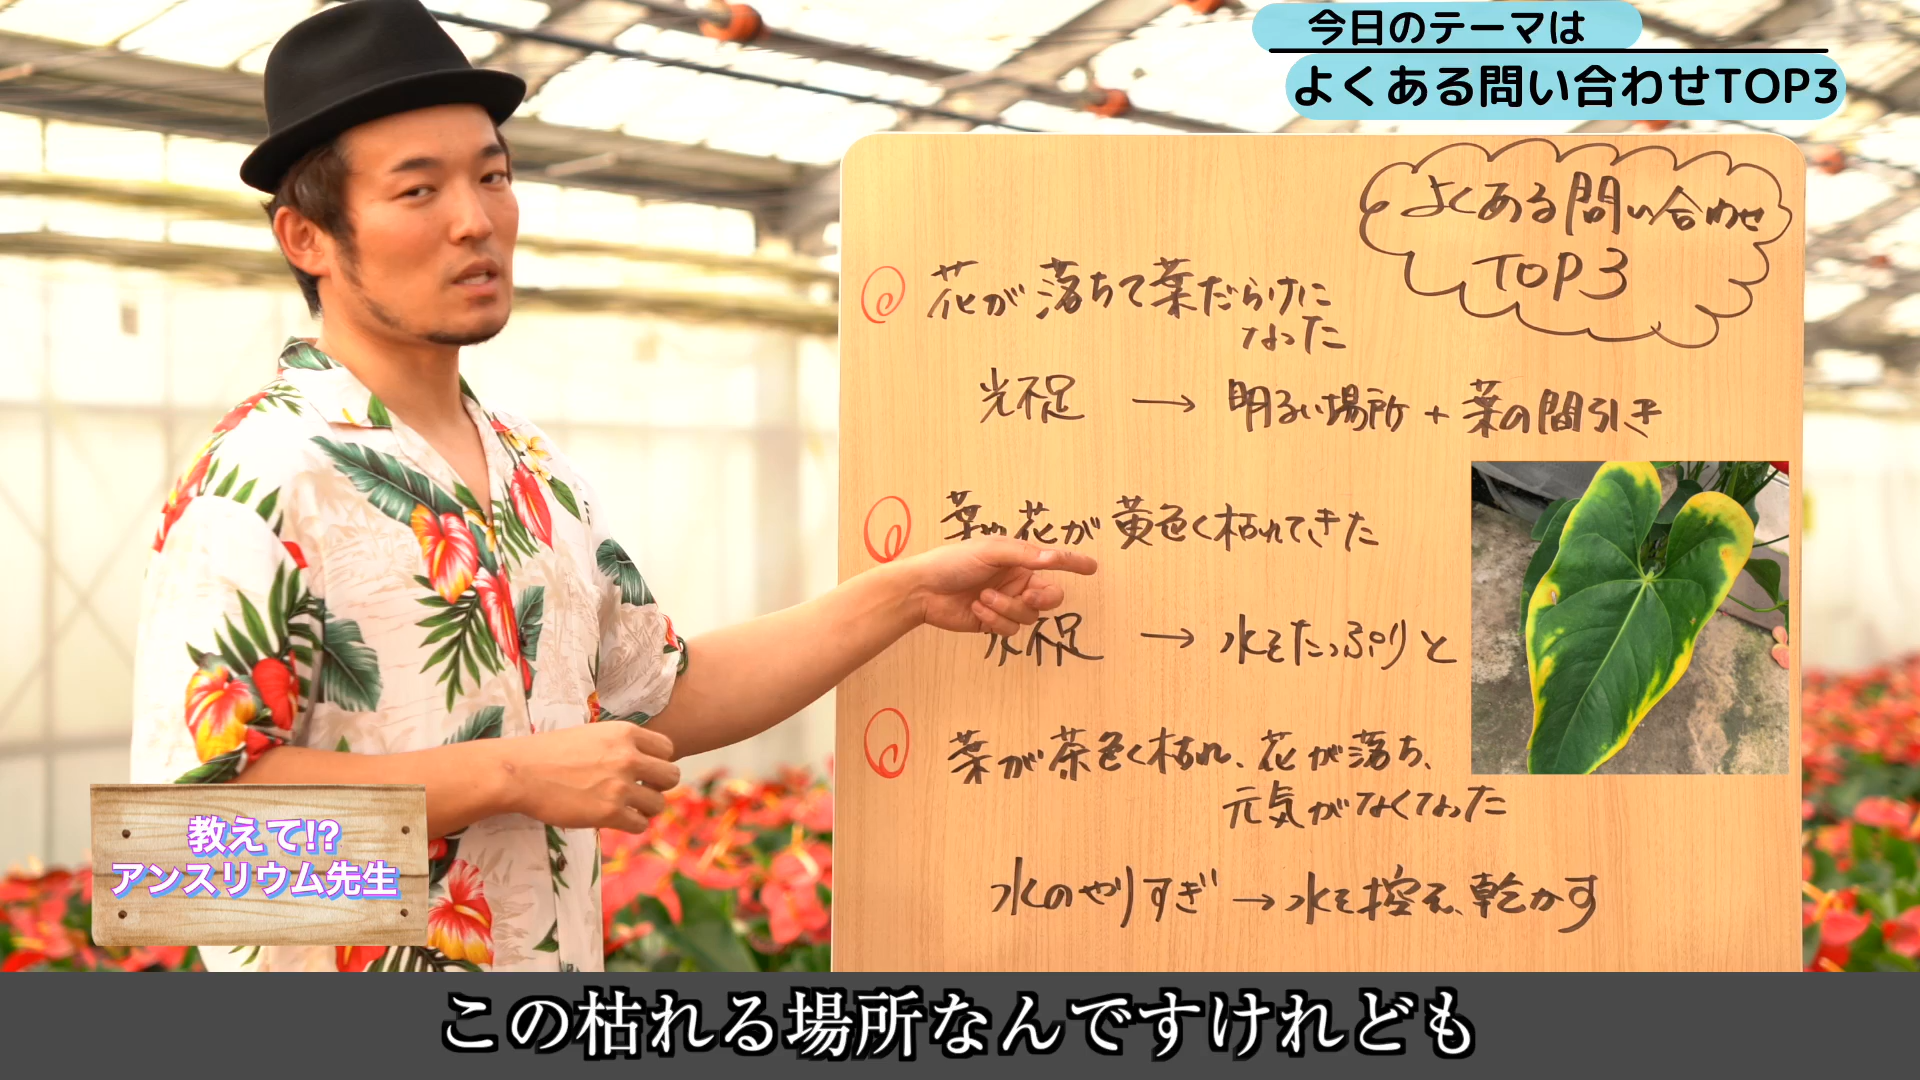 今日のテーマは
よくある問い合わせTOP3
よくある問い合わせ
TOP3
花が落ちて葉だらけに
なった
光不足 → 明るい場所 + 葉の間引き
葉や花が黄色く枯れてきた
水不足 → 水をたっぷりと
葉が茶色く枯れ、花が落ち、
元気がなくなった
水のやりすぎ → 水を控え、乾かす
教えて!?
アンスリウム先生
この枯れる場所なんですけれども